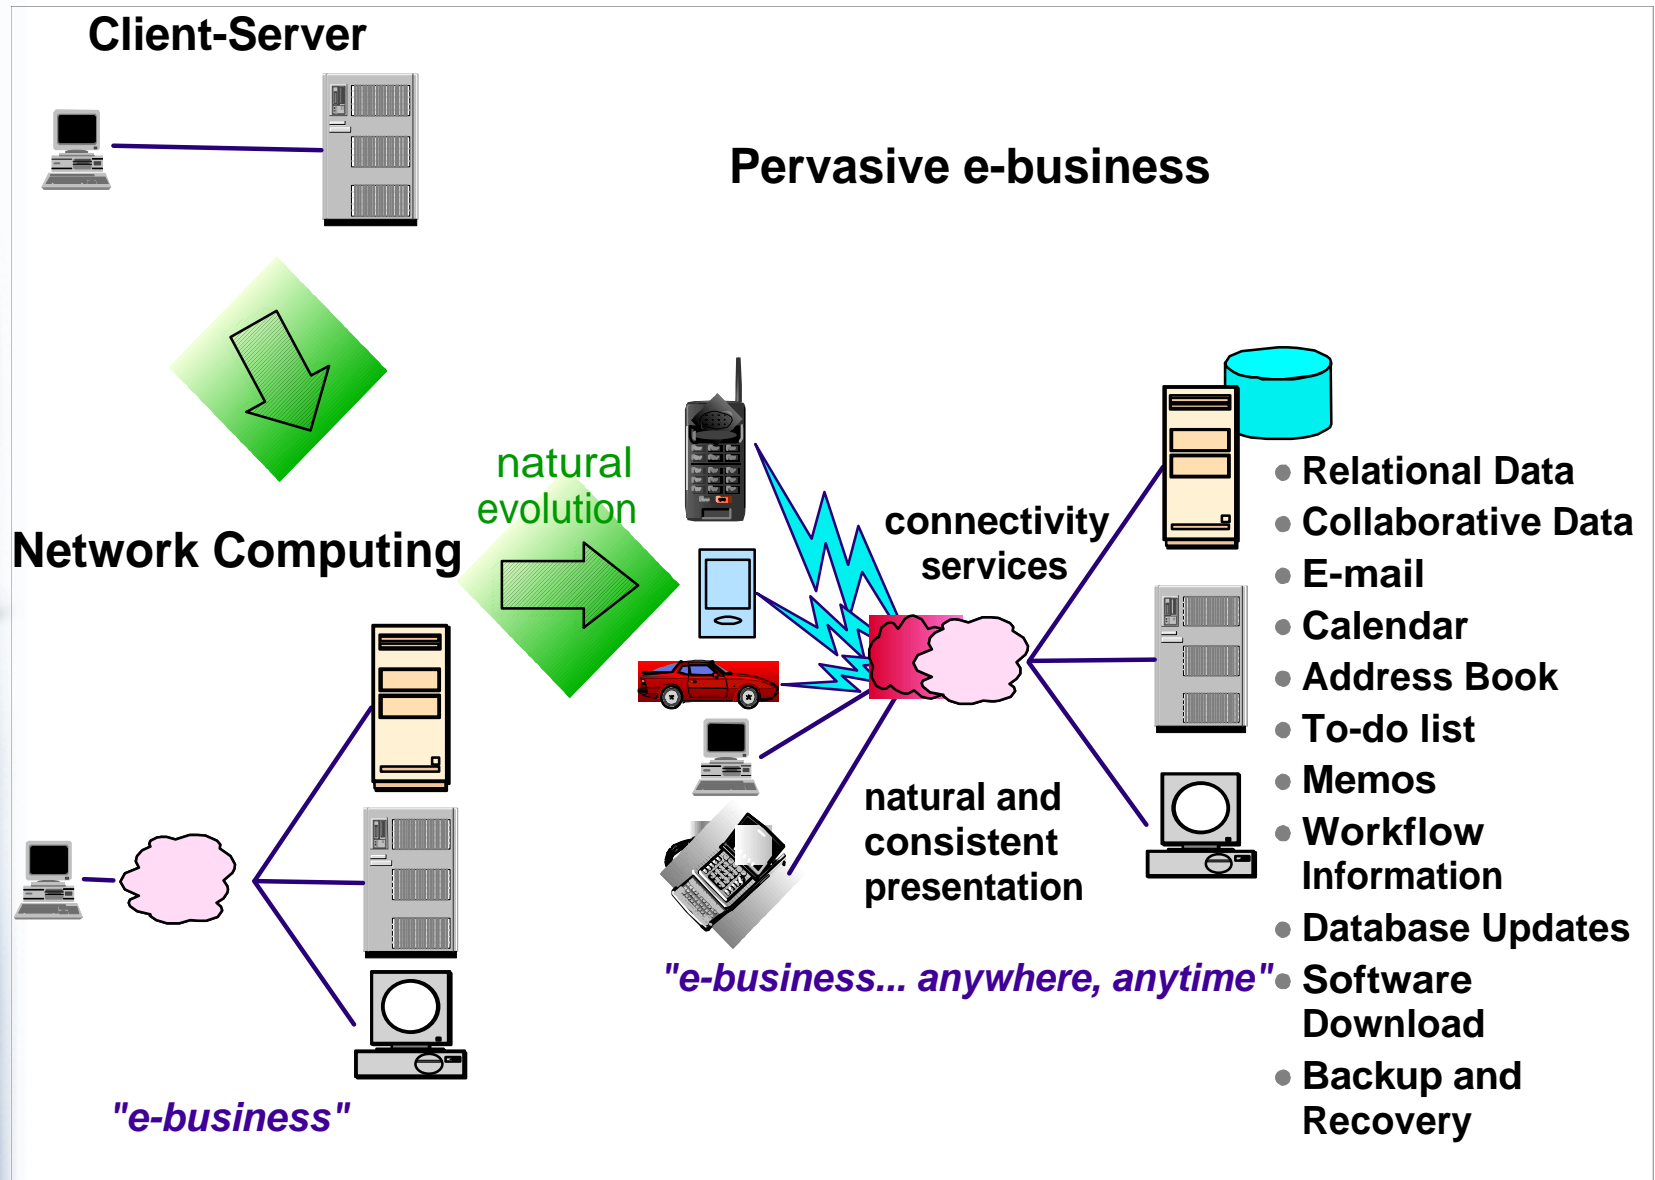 Client-Server
Pervasive e-business
natural
evolution
Network Computing
connectivity
services
natural and
consistent
presentation
"e-business... anywhere, anytime"
"e-business"
Relational Data
Collaborative Data
E-mail
Calendar
Address Book
To-do list
Memos
Workflow
Information
Database Updates
Software
Download
Backup and
Recovery